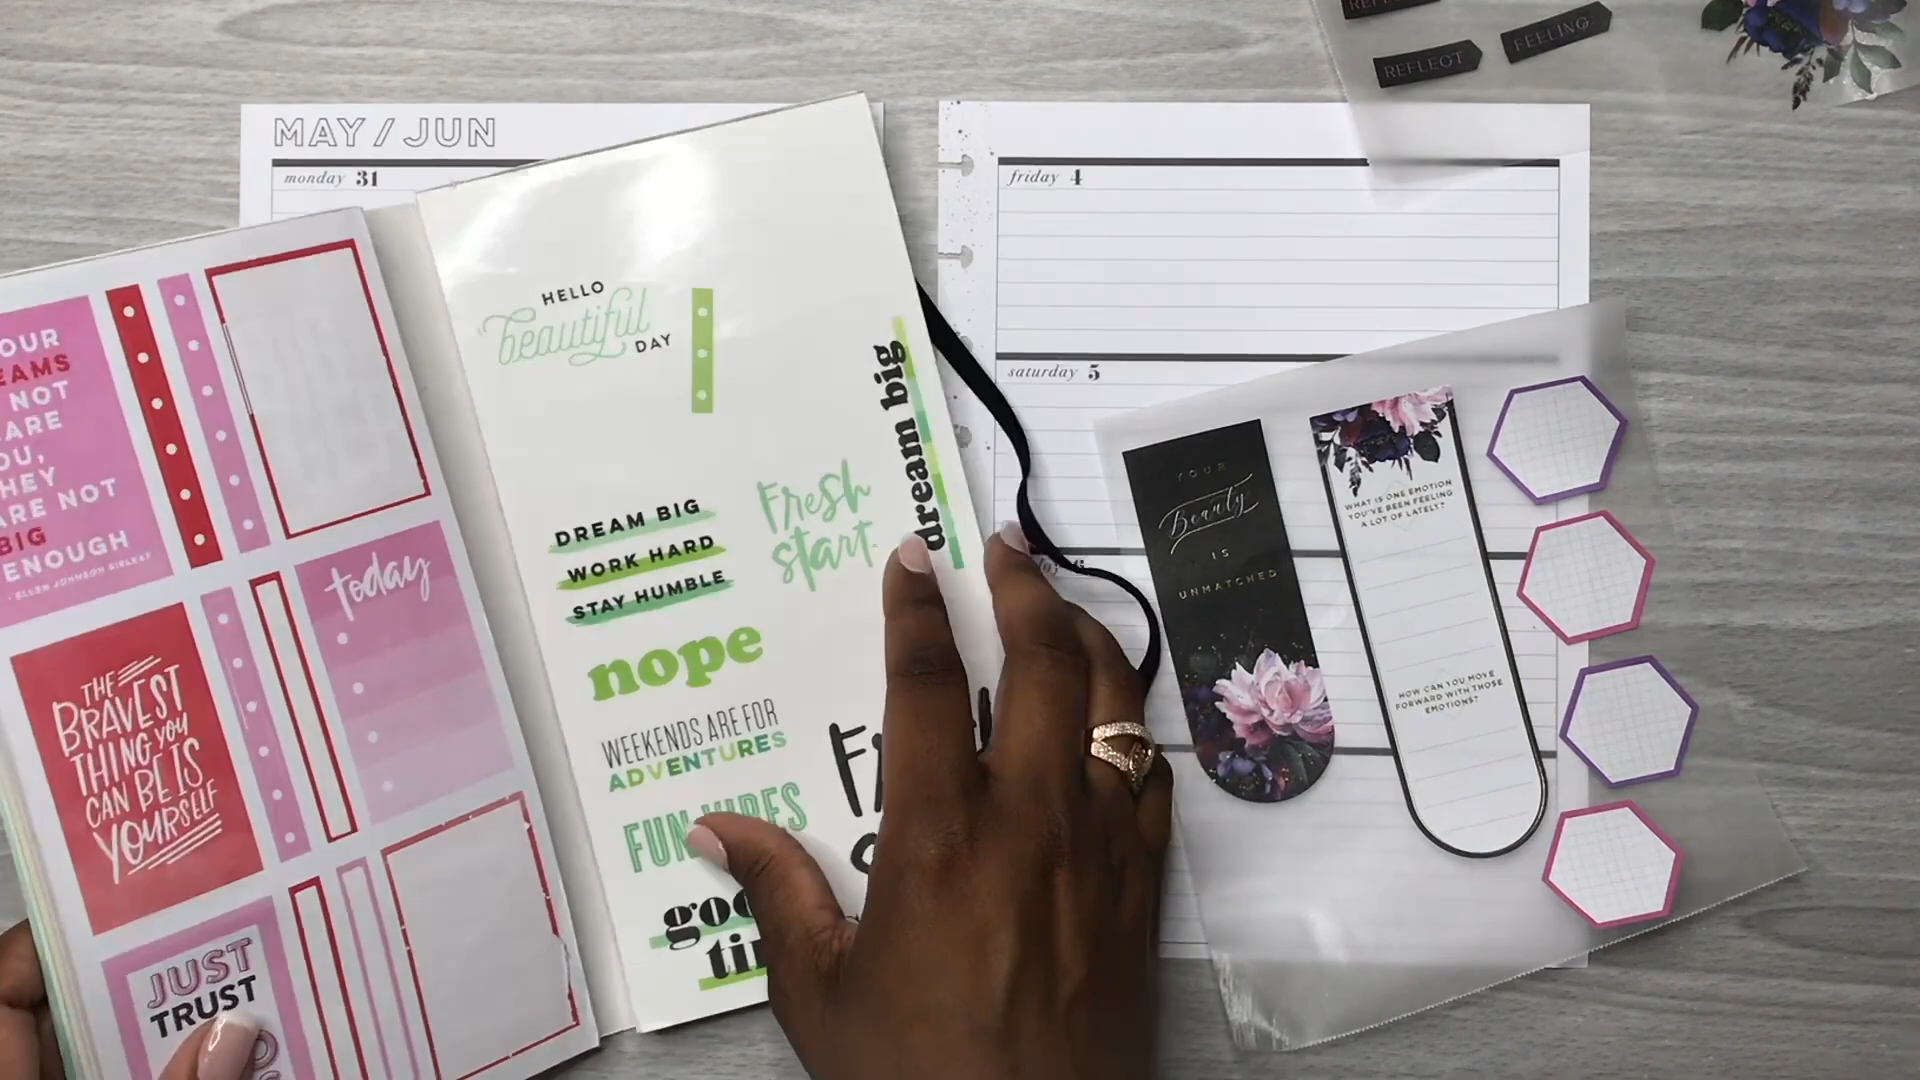 MAY / JUN
monday 31
friday 4
saturday 5
REFLECT
FEELING
OUR
EAMS
NOT
ARE
OU,
HEY
ARE NOT
BIG
ENOUGH
- ELLEN JOHNSON SIRLEAF
THE
BRAVEST
THING you
CAN BE IS
YOURSELF
JUST
TRUST
today
HELLO
beautiful
DAY
DREAM BIG
WORK HARD
STAY HUMBLE
nope
WEEKENDS ARE FOR
ADVENTURES
FUN VIBES
goo
ti
dream big
Fresh
start.
YOUR
Beauty
IS
UNMATCHED
WHAT IS ONE EMOTION
YOU'VE BEEN FEELING
A LOT OF LATELY?
HOW CAN YOU MOVE
FORWARD WITH THOSE
EMOTIONS?